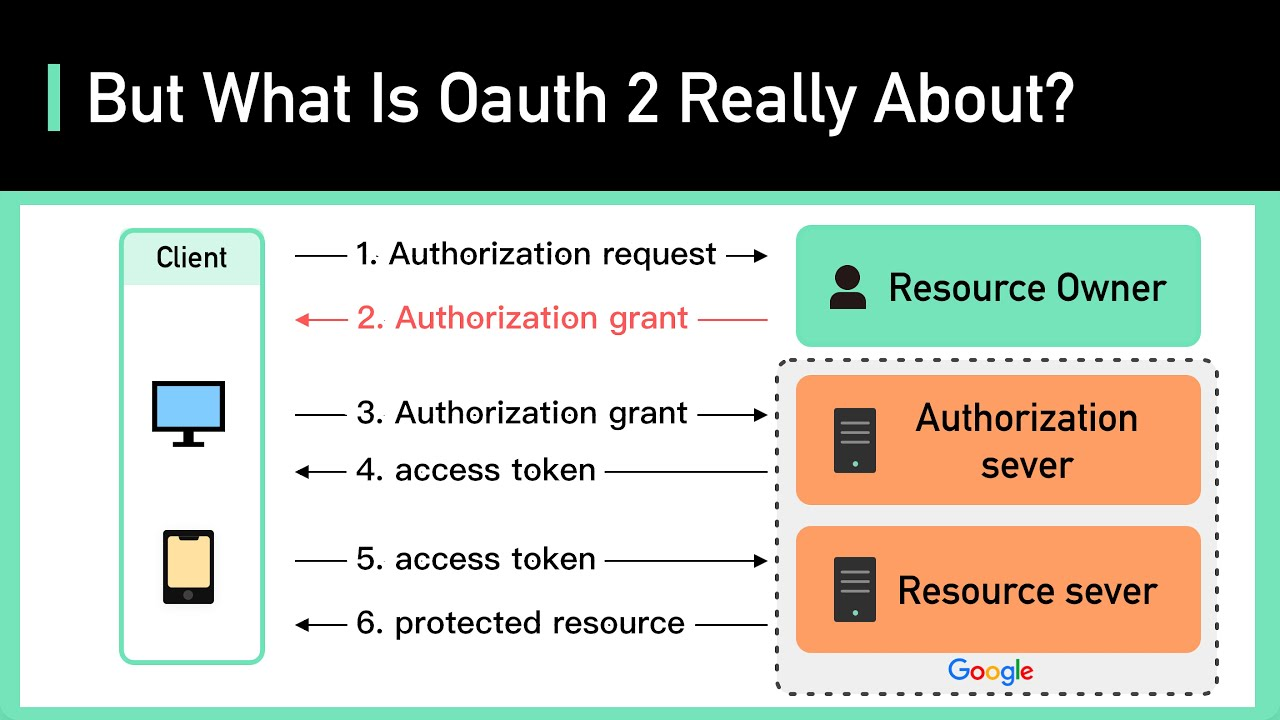 But What Is Oauth 2 Really About?
Client
1. Authorization request
2. Authorization grant
3. Authorization grant
4. access token
5. access token
6. protected resource
Resource Owner
Authorization
sever
Resource sever
Google